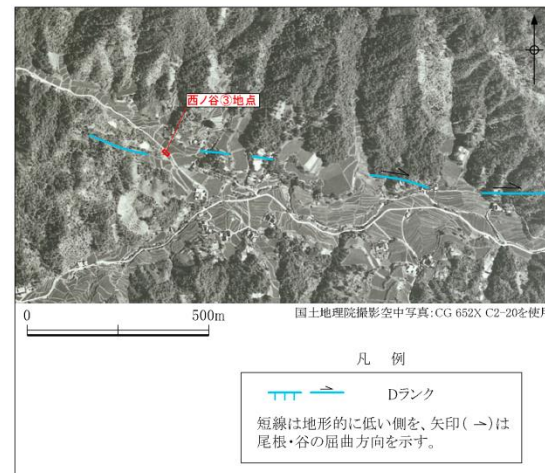 西ノ谷③地点
0
500m
国土地理院撮影空中写真:CG 652X C2-20を使用
凡 例
Dランク
短線は地形的に低い側を、矢印( → )は
尾根・谷の屈曲方向を示す。